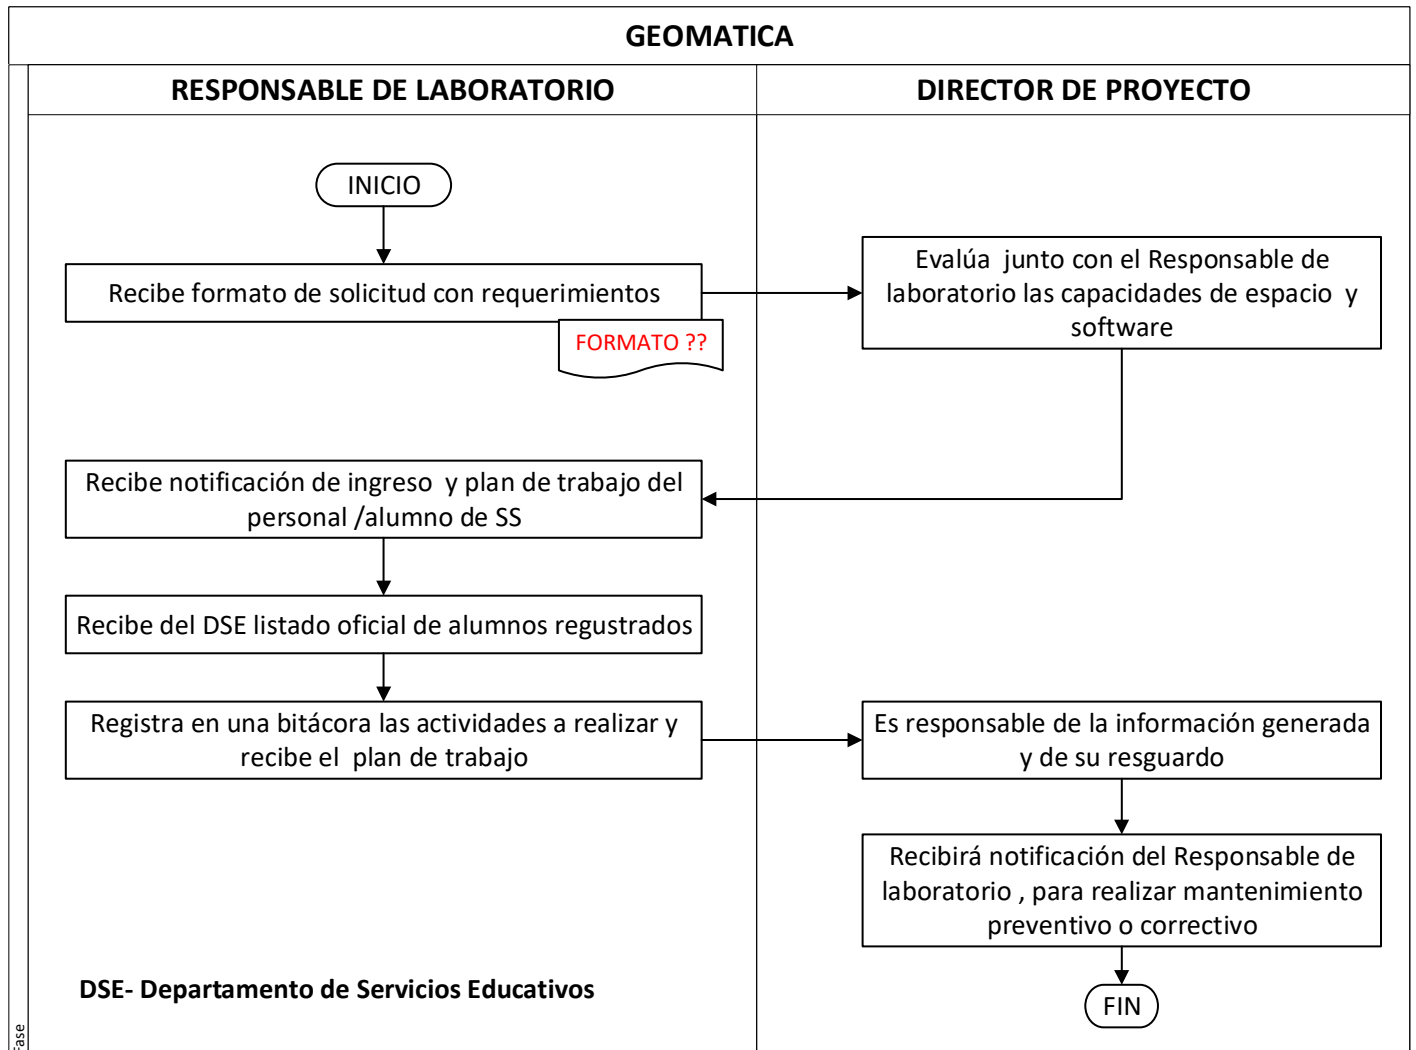 GEOMATICA
RESPONSABLE DE LABORATORIO
DIRECTOR DE PROYECTO
INICIO
Recibe formato de solicitud con requerimientos
FORMATO ??
Evalúa junto con el Responsable de
laboratorio las capacidades de espacio y
software
Recibe notificación de ingreso y plan de trabajo del
personal /alumno de SS
Recibe del DSE listado oficial de alumnos regustrados
Registra en una bitácora las actividades a realizar y
recibe el plan de trabajo
Es responsable de la información generada
y de su resguardo
Recibirá notificación del Responsable de
laboratorio , para realizar mantenimiento
preventivo o correctivo
FIN
DSE- Departamento de Servicios Educativos
Fase